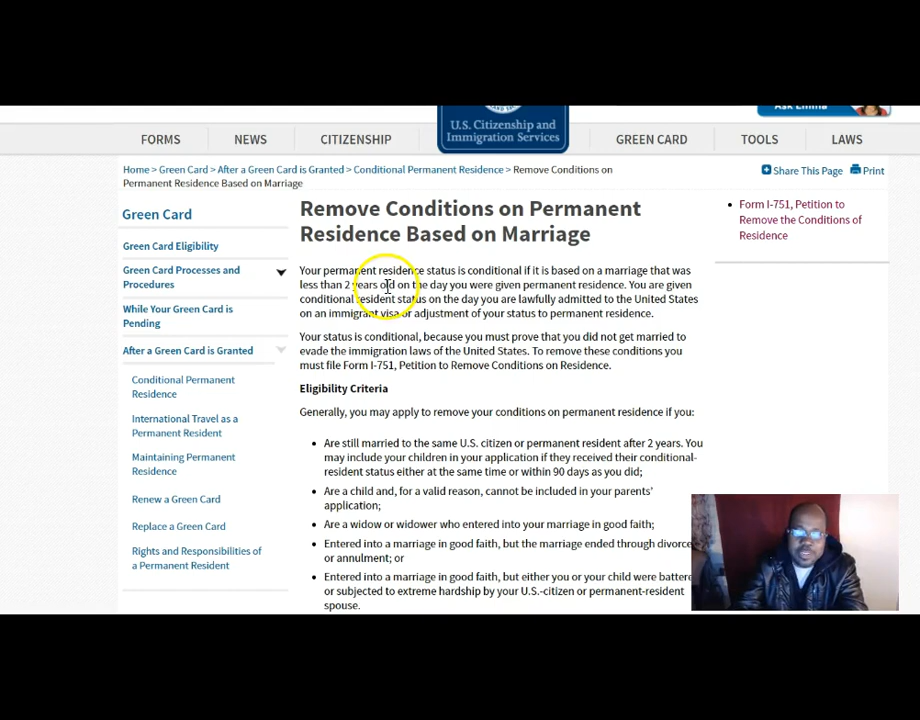 Ask Emma
FORMS
NEWS
CITIZENSHIP
U.S. Citizenship and
Immigration Services
GREEN CARD
TOOLS
LAWS
Home > Green Card > After a Green Card is Granted > Conditional Permanent Residence > Remove Conditions on
Permanent Residence Based on Marriage
Share This Page
Print
Green Card
Green Card Eligibility
Green Card Processes and
Procedures
While Your Green Card is
Pending
After a Green Card is Granted
Conditional Permanent
Residence
International Travel as a
Permanent Resident
Maintaining Permanent
Residence
Renew a Green Card
Replace a Green Card
Rights and Responsibilities of
a Permanent Resident
Remove Conditions on Permanent
Residence Based on Marriage
Your permanent residence status is conditional if it is based on a marriage that was
less than 2 years old on the day you were given permanent residence. You are given
conditional resident status on the day you are lawfully admitted to the United States
on an immigrant visa or adjustment of your status to permanent residence.
Your status is conditional, because you must prove that you did not get married to
evade the immigration laws of the United States. To remove these conditions you
must file Form I-751, Petition to Remove Conditions on Residence.
Eligibility Criteria
Generally, you may apply to remove your conditions on permanent residence if you:
• Are still married to the same U.S. citizen or permanent resident after 2 years. You
may include your children in your application if they received their conditional-
resident status either at the same time or within 90 days as you did;
• Are a child and, for a valid reason, cannot be included in your parents'
application;
• Are a widow or widower who entered into your marriage in good faith;
• Entered into a marriage in good faith, but the marriage ended through divorce
or annulment; or
• Entered into a marriage in good faith, but either you or your child were battere
or subjected to extreme hardship by your U.S.-citizen or permanent-resident
spouse.
• Form I-751, Petition to
Remove the Conditions of
Residence